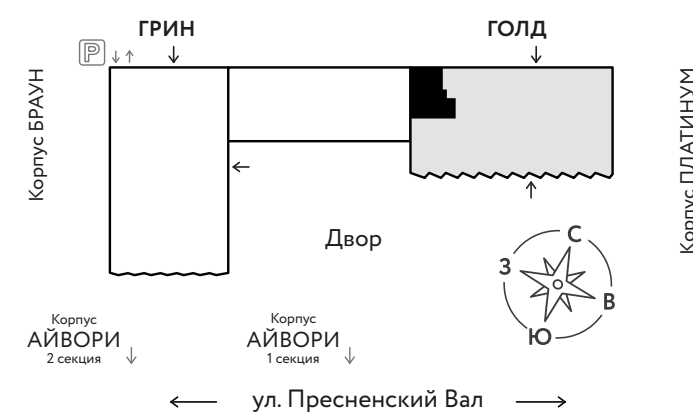 ГРИН
ГОЛД
P
Корпус БРАУН
Корпус ПЛАТИНУМ
Двор
С
З
В
Ю
Корпус
АЙВОРИ
2 секция
Корпус
АЙВОРИ
1 секция
ул. Пресненский Вал